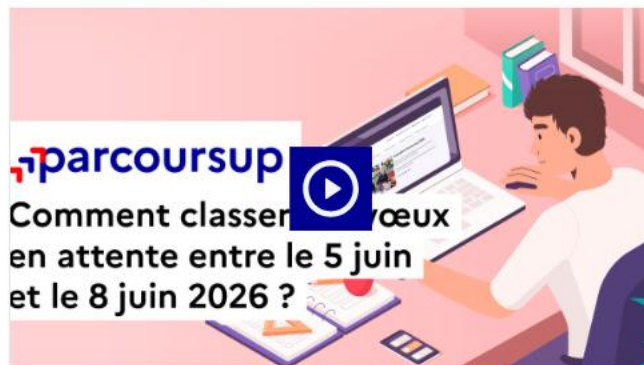 parcoursup
Comment classer vœux
en attente entre le 5 juin
et le 8 juin 2026 ?